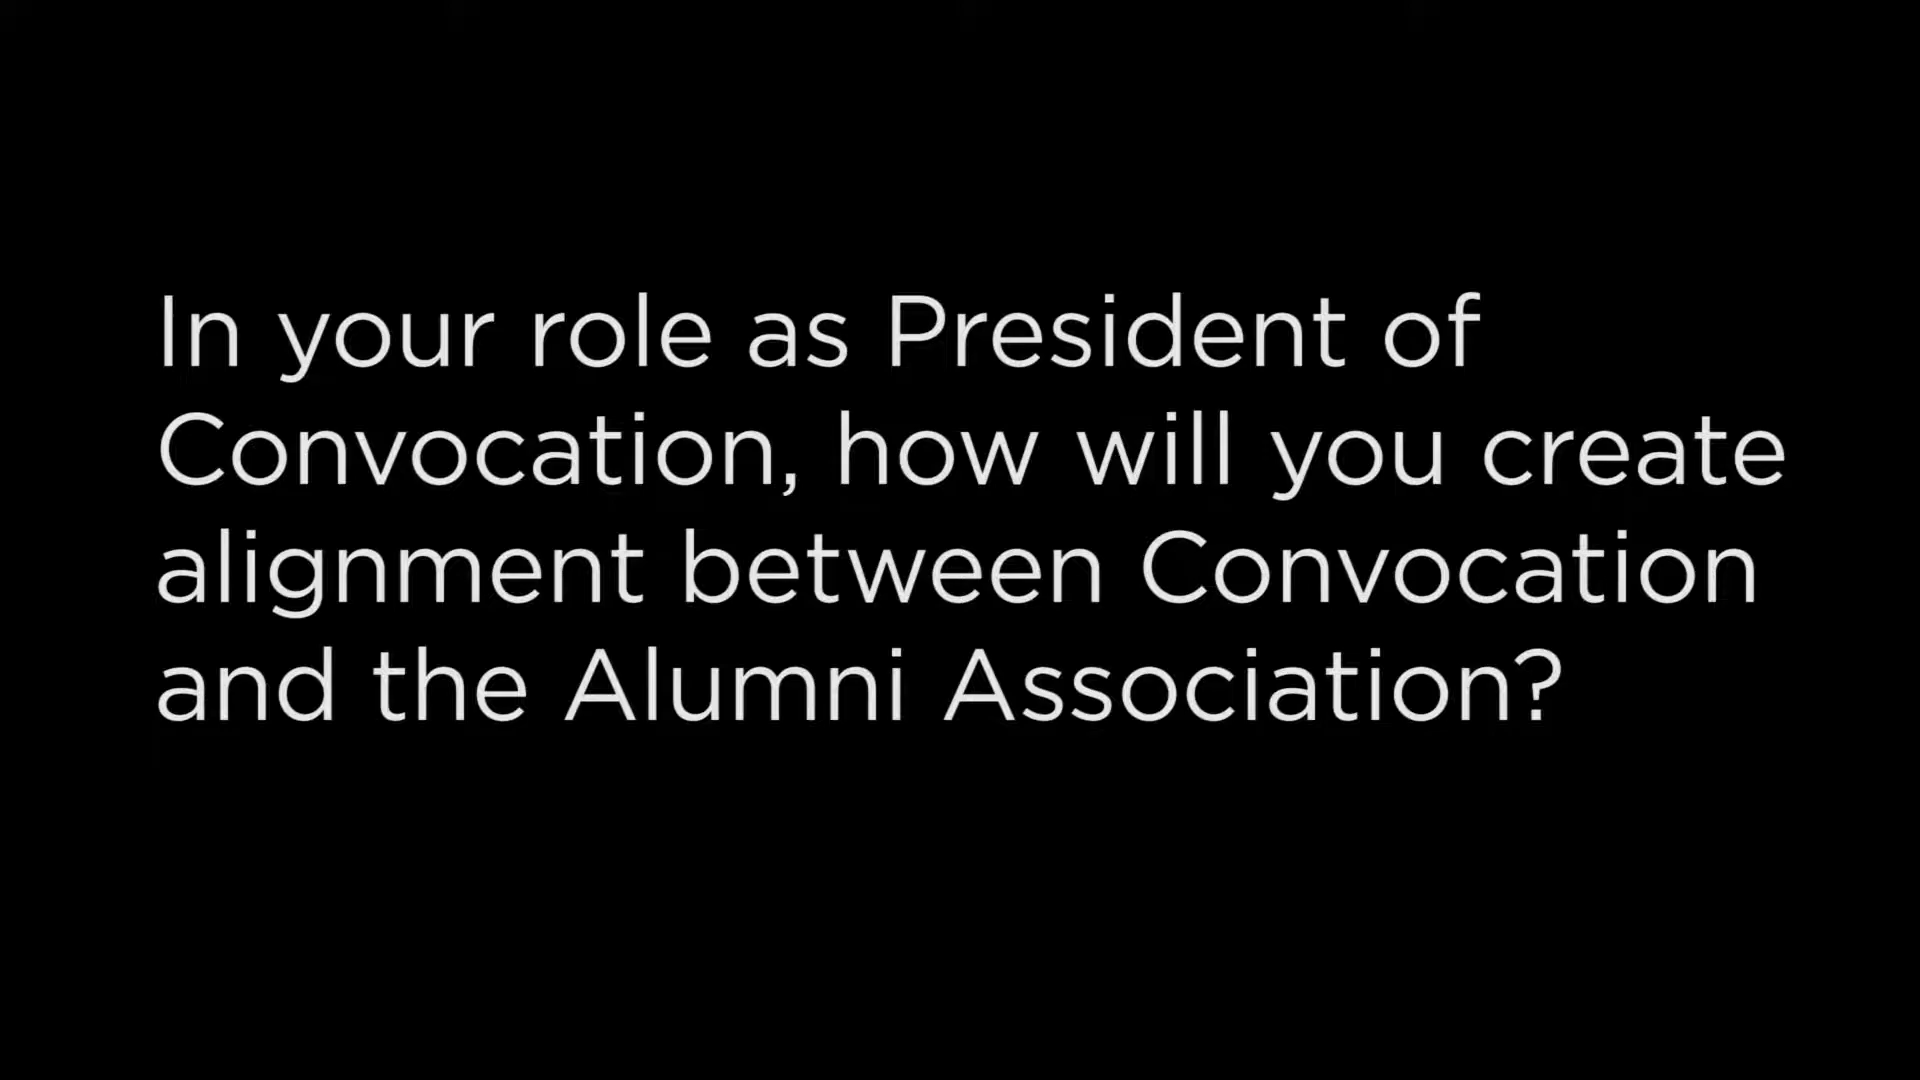 In your role as President of
Convocation, how will you create
alignment between Convocation
and the Alumni Association?